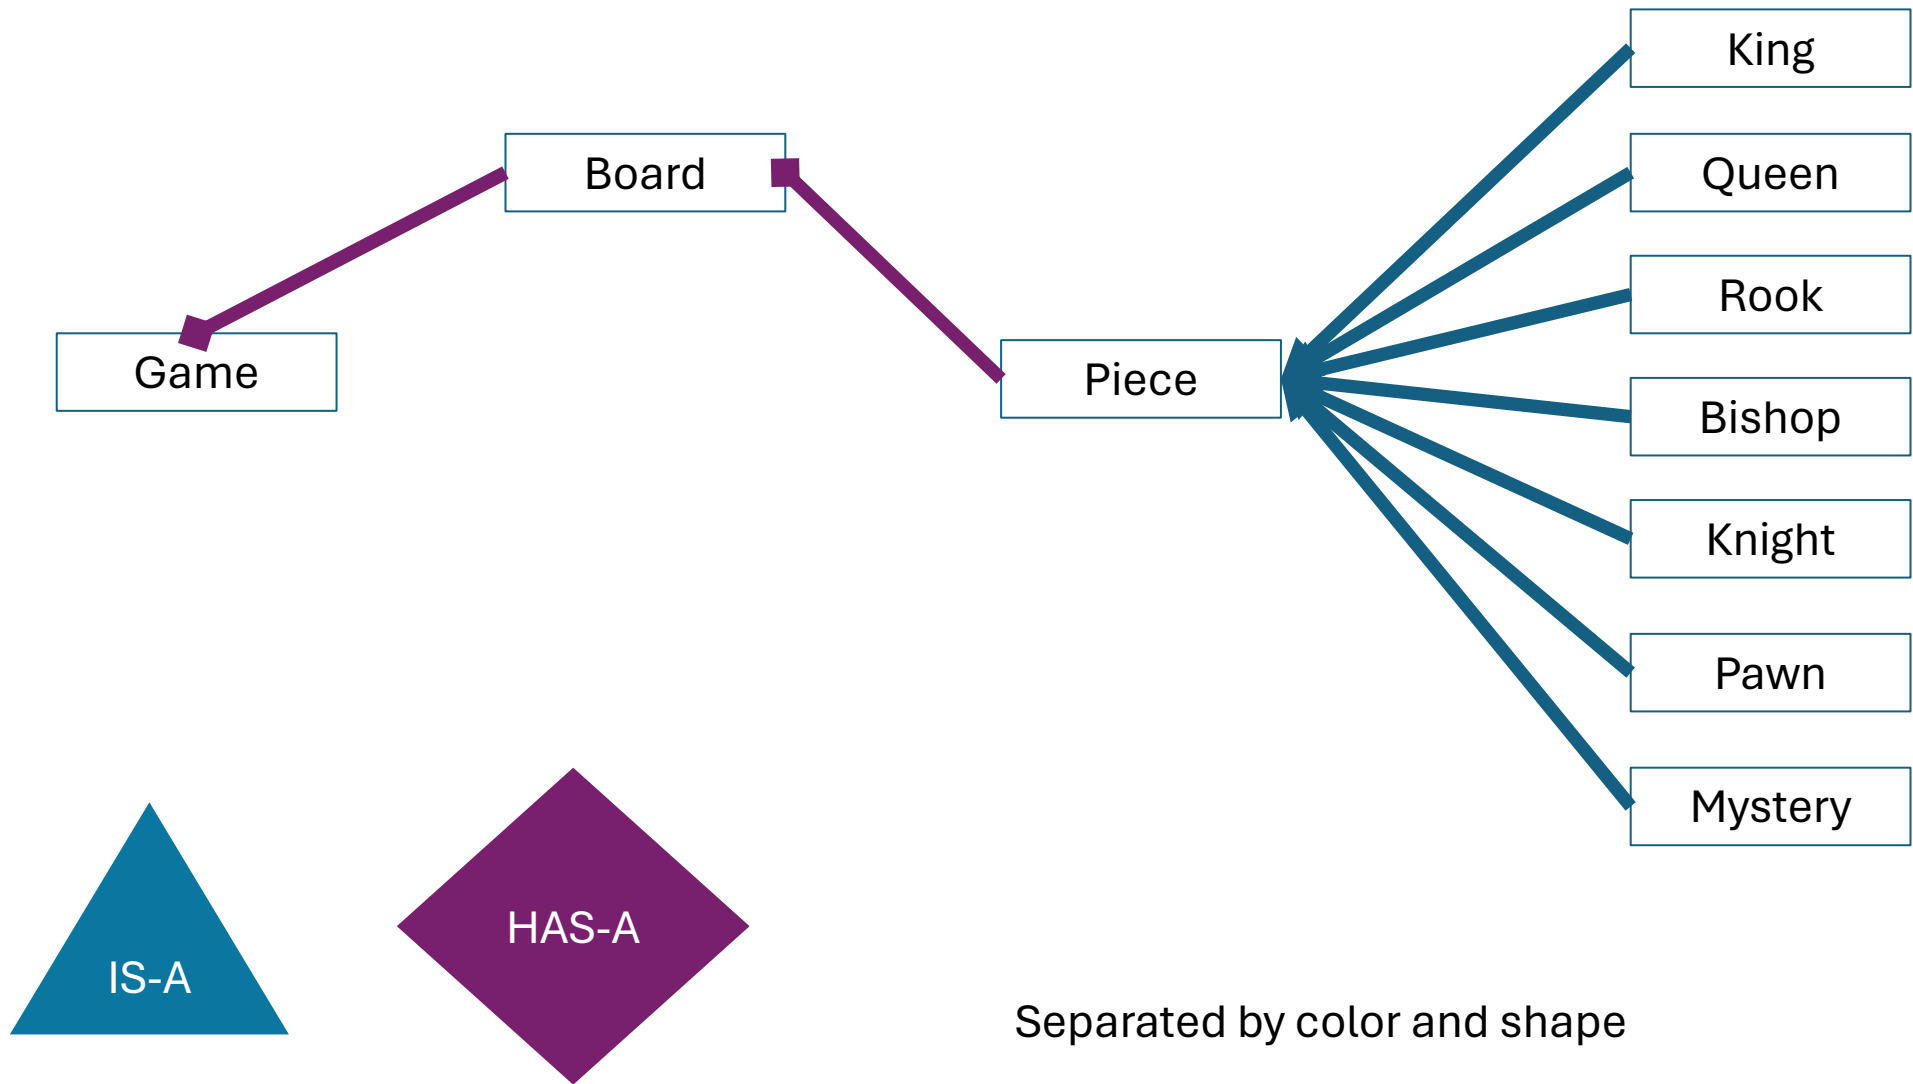 King
Board
Queen
Rook
Game
Piece
Bishop
Knight
Pawn
Mystery
HAS-A
IS-A
Separated by color and shape